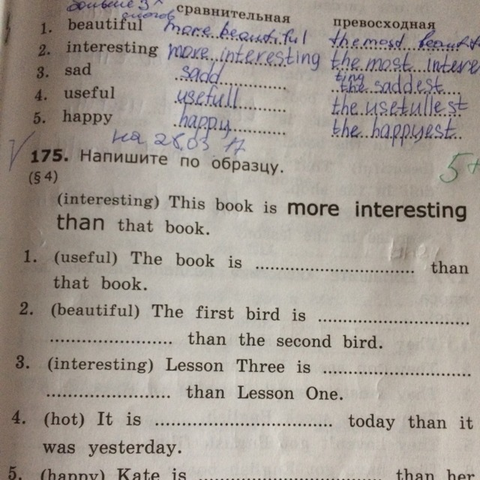 сравнительная превосходная
1. beautiful more beautiful the most
2. interesting more interesting the most intere
sting
3. sad sadd the saddest
4. useful usefull the usefullest
5. happy happy the happyest
на 28.03 17
175. Напишите по образцу. 5+
(§ 4)
(interesting) This book is more interesting
than that book.
1. (useful) The book is ........................... than
that book.
2. (beautiful) The first bird is ..........................
..................... than the second bird.
3. (interesting) Lesson Three is .........................
..................... than Lesson One.
4. (hot) It is .............................. today than it
was yesterday.
5. (happy) Kate is .............................. than her